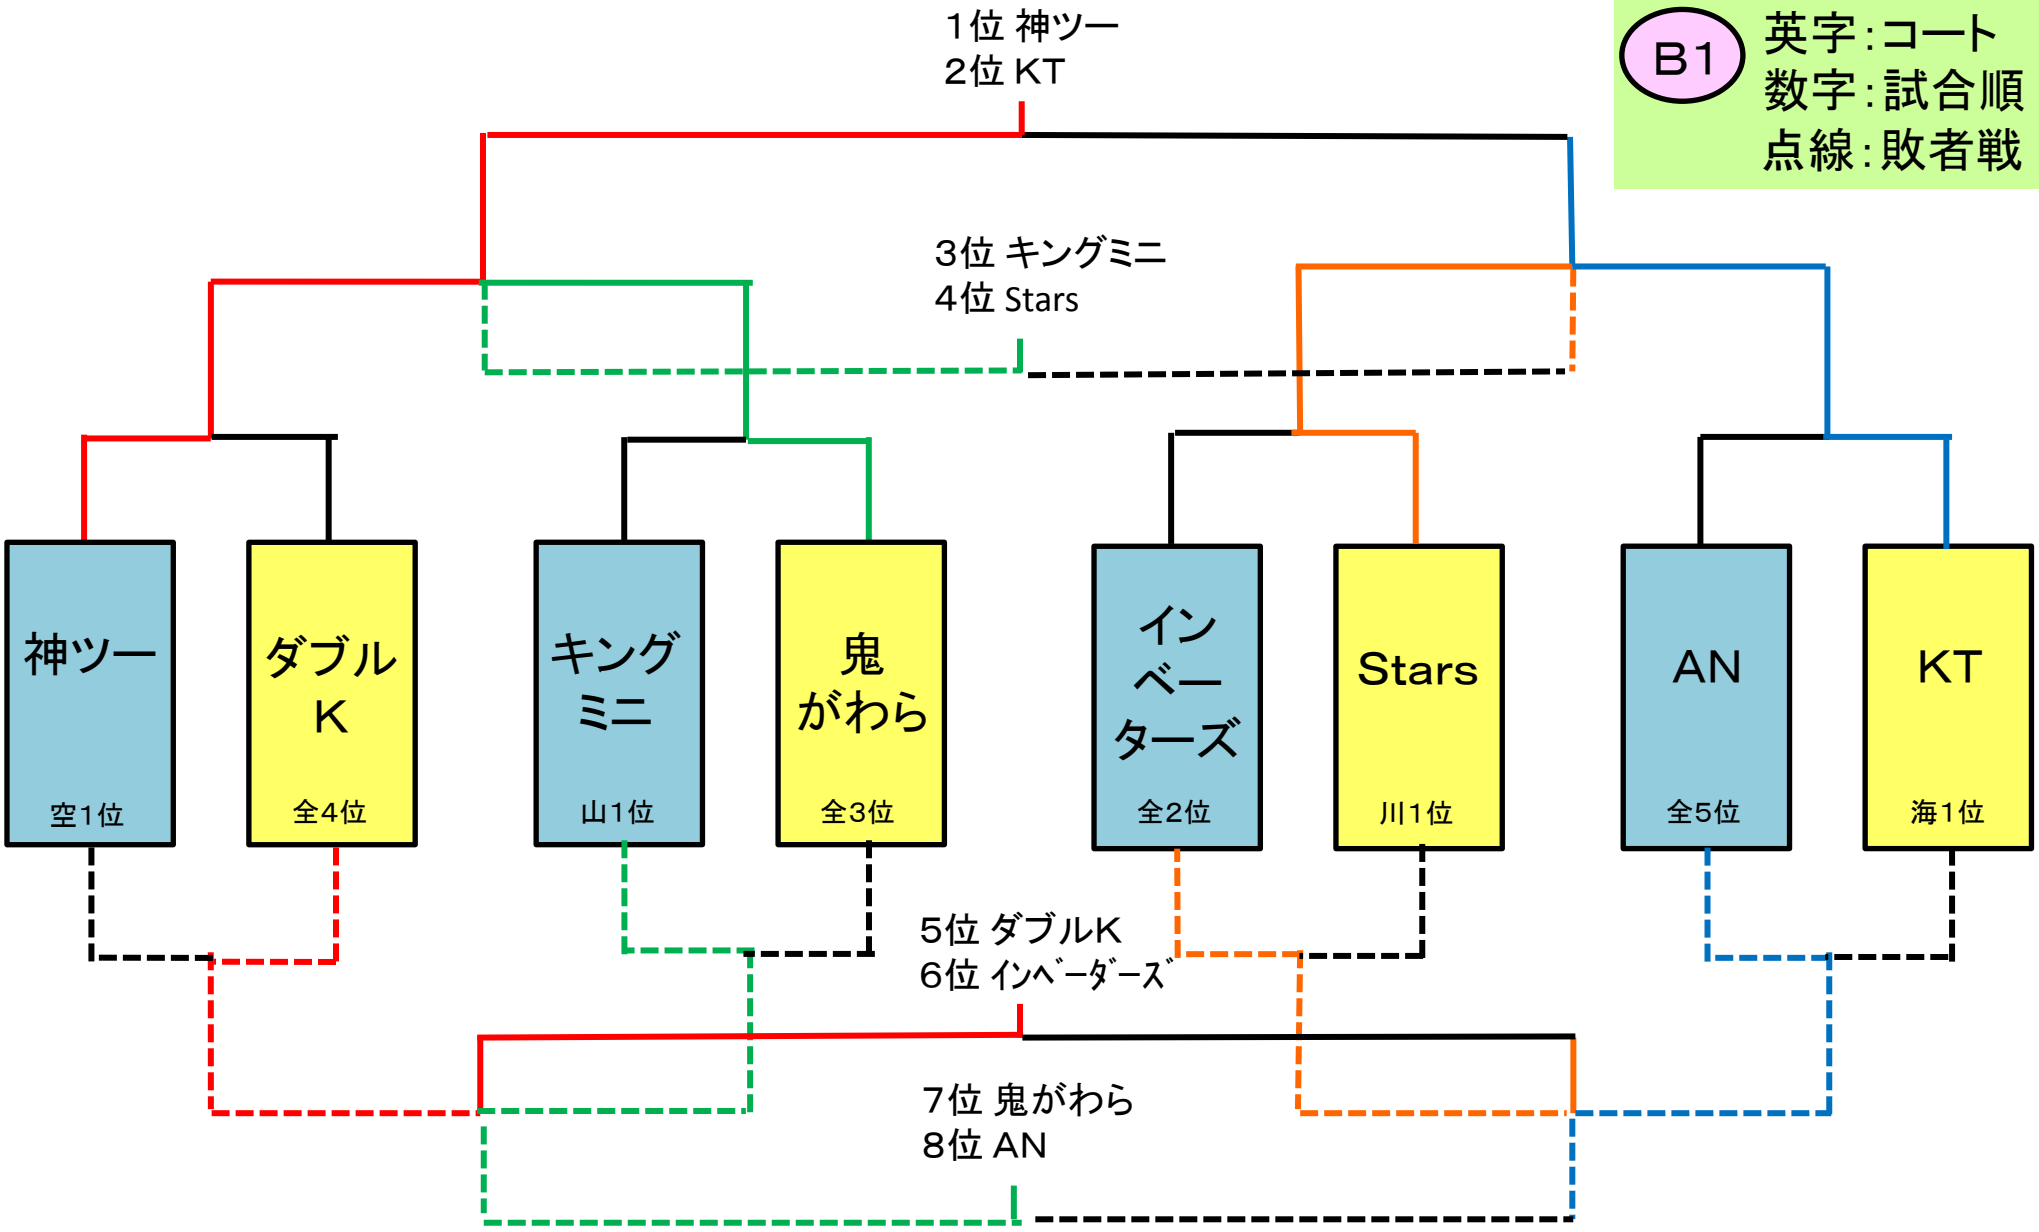 1位 神ツー
2位 KT
B1
英字:コート
数字:試合順
点線:敗者戦
3位 キングミニ
4位 Stars
神ツー
空1位
ダブル
K
全4位
キング
ミニ
山1位
鬼
がわら
全3位
イン
ベー
ターズ
全2位
Stars
川1位
AN
全5位
KT
海1位
5位 ダブルK
6位 インベーダーズ
7位 鬼がわら
8位 AN